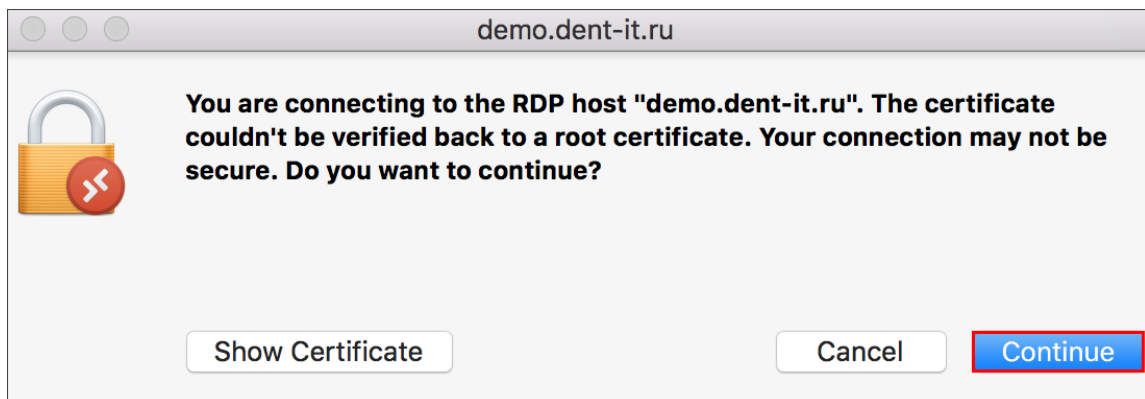 demo.dent-it.ru
You are connecting to the RDP host "demo.dent-it.ru". The certificate
couldn't be verified back to a root certificate. Your connection may not be
secure. Do you want to continue?
Show Certificate
Cancel
Continue